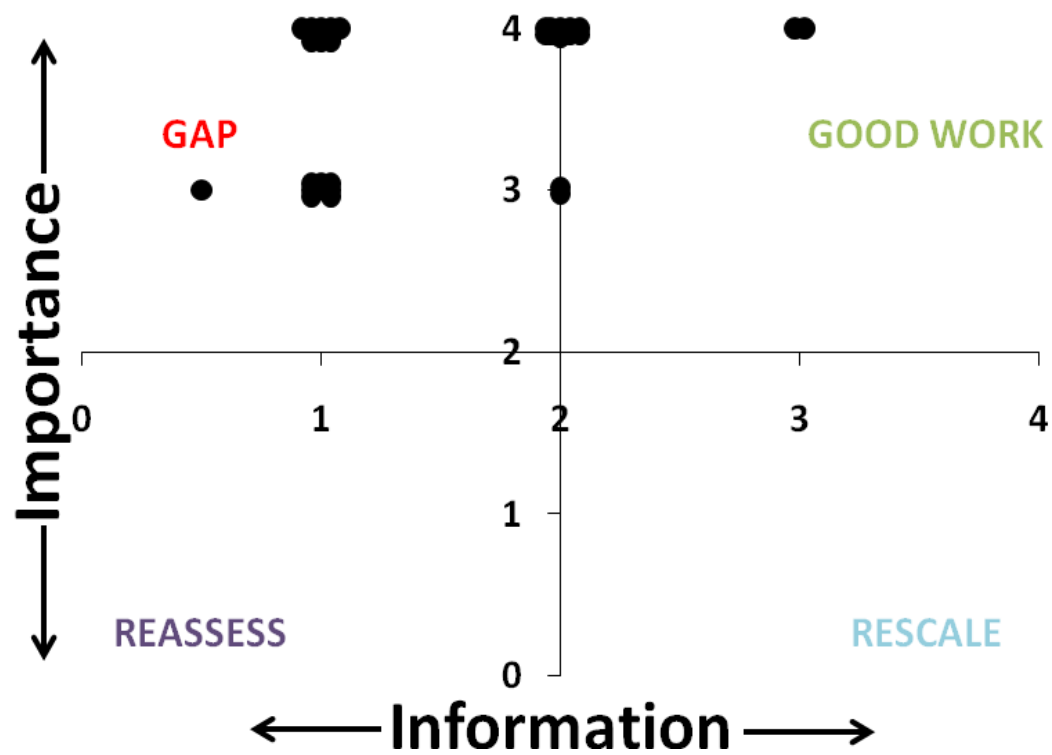 4
GAP
GOOD WORK
3
Importance
2
0 1 2 3 4
1
REASSESS
RESCALE
0
Information